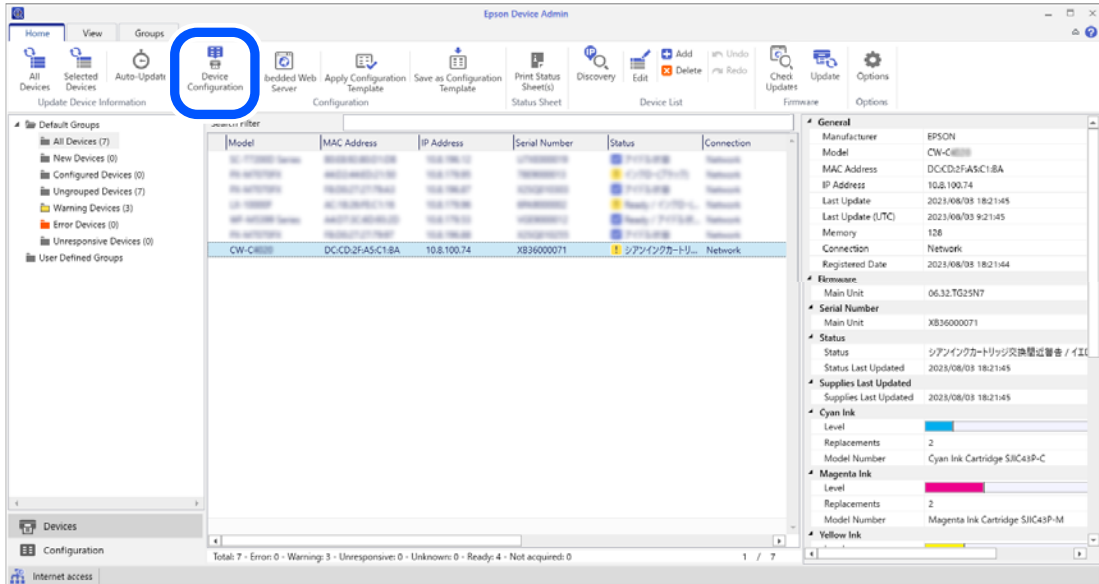 Epson Device Admin
Home View Groups
All Devices
Selected Devices
Auto-Update
Device Configuration
bedded Web Server
Apply Configuration Template
Save as Configuration Template
Print Status Sheet(s)
Discovery
Edit
Add
Delete
Undo
Redo
Check Updates
Update
Options
Update Device Information
Configuration
Status Sheet
Device List
Firmware
Options
Default Groups
All Devices (7)
New Devices (0)
Configured Devices (0)
Ungrouped Devices (7)
Warning Devices (3)
Error Devices (0)
Unresponsive Devices (0)
User Defined Groups
Devices
Configuration
Internet access
Search Filter
Model MAC Address IP Address Serial Number Status Connection
CW-C DC:CD:2F:A5:C1:BA 10.8.100.74 XB36000071 シアンインクカートリ... Network
Total: 7 - Error: 0 - Warning: 3 - Unresponsive: 0 - Unknown: 0 - Ready: 4 - Not acquired: 0
1 / 7
General
Manufacturer EPSON
Model CW-C
MAC Address DC:CD:2F:A5:C1:BA
IP Address 10.8.100.74
Last Update 2023/08/03 18:21:45
Last Update (UTC) 2023/08/03 9:21:45
Memory 128
Connection Network
Registered Date 2023/08/03 18:21:44
Firmware
Main Unit 06.32.TG25N7
Serial Number
Main Unit XB36000071
Status
Status シアンインクカートリッジ交換間近警告 / イエロ
Status Last Updated 2023/08/03 18:21:45
Supplies Last Updated
Supplies Last Updated 2023/08/03 18:21:45
Cyan Ink
Level
Replacements 2
Model Number Cyan Ink Cartridge SJIC43P-C
Magenta Ink
Level
Replacements 2
Model Number Magenta Ink Cartridge SJIC43P-M
Yellow Ink